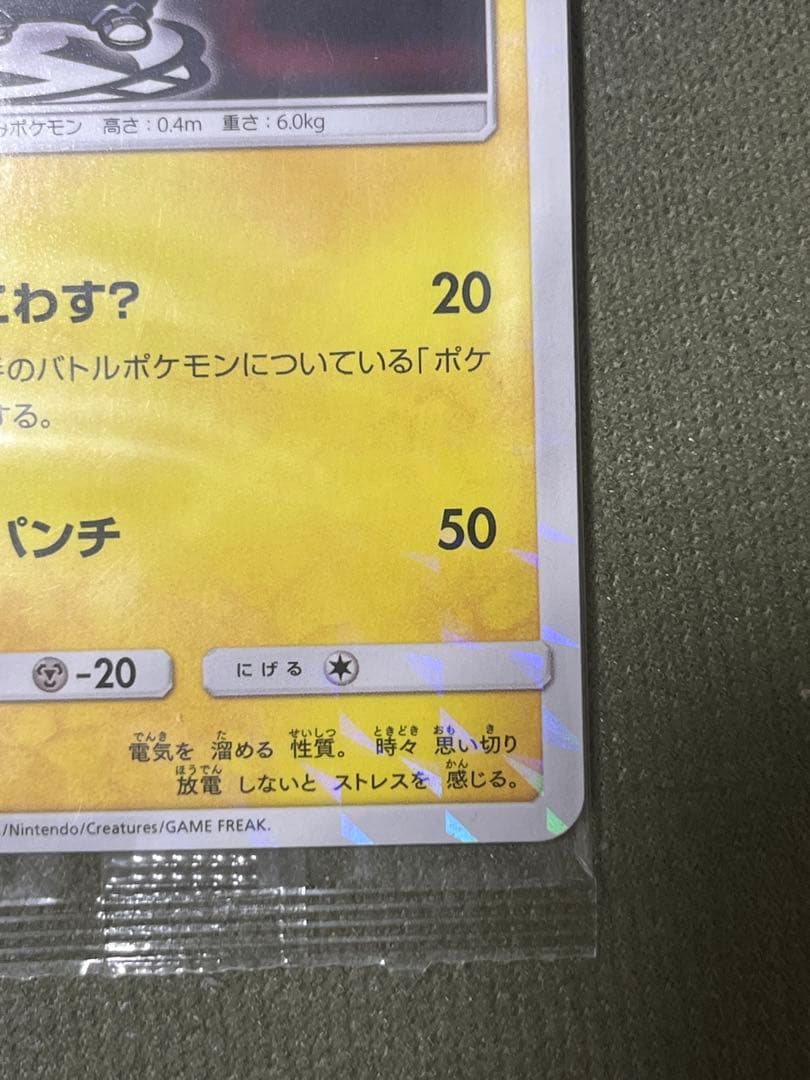 ポケモン 高さ:0.4m 重さ:6.0kg
こわす? 20
のバトルポケモンについている「ポケ
する。
パンチ 50
-20 にげる
電気を 溜める 性質。 時々 思い切り
放電 しないと ストレスを 感じる。
/Nintendo/Creatures/GAME FREAK.